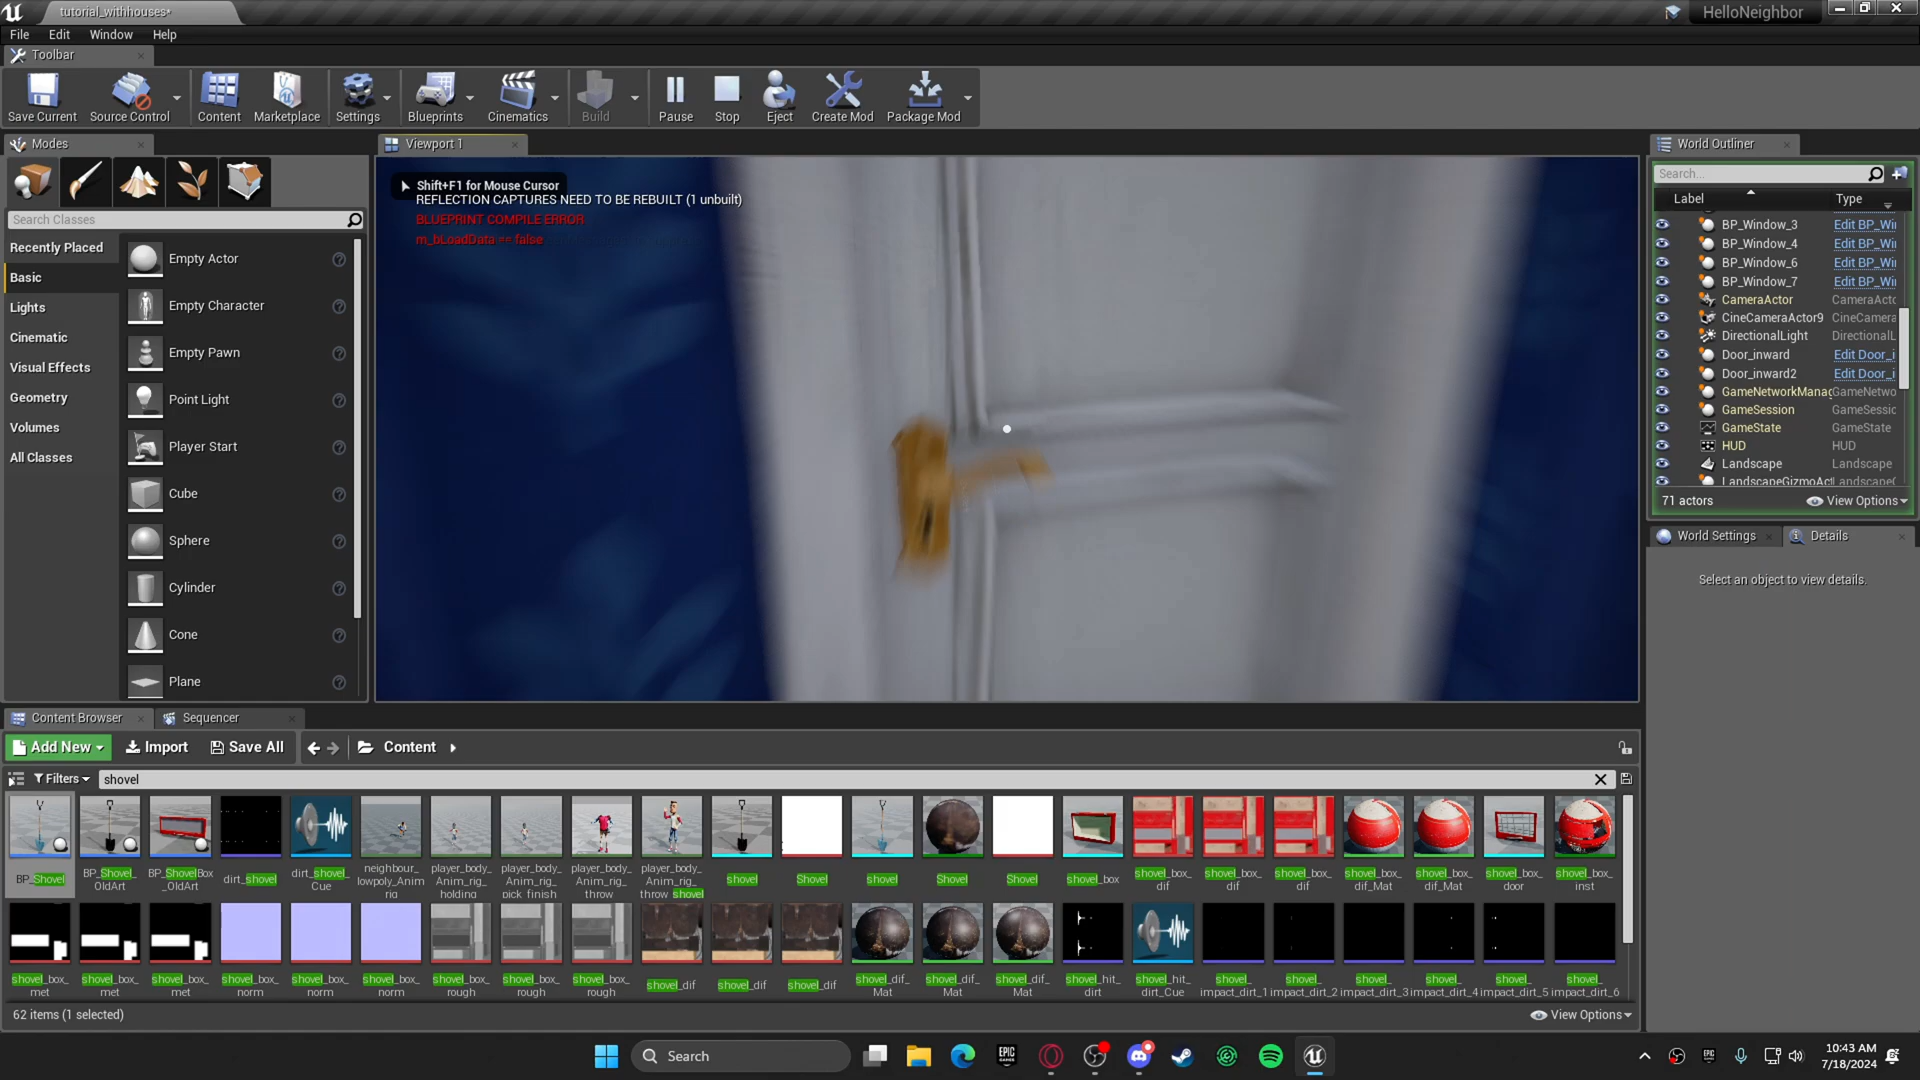 tutorial_withhouses*
HelloNeighbor
File Edit Window Help
Toolbar
Save Current Source Control Content Marketplace Settings Blueprints Cinematics Build Pause Stop Eject Create Mod Package Mod
Modes
Viewport 1
World Outliner
Search Classes
Recently Placed
Basic
Lights
Cinematic
Visual Effects
Geometry
Volumes
All Classes
Empty Actor
Empty Character
Empty Pawn
Point Light
Player Start
Cube
Sphere
Cylinder
Cone
Plane
Shift+F1 for Mouse Cursor
REFLECTION CAPTURES NEED TO BE REBUILT (1 unbuilt)
BLUEPRINT COMPILE ERROR
m_bLoadData == false
Search...
Label Type
BP_Window_3 Edit BP_Wi
BP_Window_4 Edit BP_Wi
BP_Window_6 Edit BP_Wi
BP_Window_7 Edit BP_Wi
CameraActor CameraActo
CineCameraActor9 CineCamera
DirectionalLight DirectionalL
Door_inward Edit Door_i
Door_inward2 Edit Door_i
GameNetworkManag GameNetwo
GameSession GameSessic
GameState GameState
HUD HUD
Landscape Landscape
LandscapeGizmoAct Landscape
71 actors View Options
World Settings Details
Select an object to view details.
Content Browser Sequencer
Add New Import Save All Content
Filters shovel
BP_Shovel
BP_Shovel_OldArt
BP_ShovelBox_OldArt
dirt_shovel
dirt_shovel_Cue
neighbour_lowpoly_Anim_rig
player_body_Anim_rig_holding
player_body_Anim_rig_pick_finish
player_body_Anim_rig_throw
player_body_Anim_rig_throw_shovel
shovel
Shovel
shovel
Shovel
Shovel
shovel_box
shovel_box_dif
shovel_box_dif
shovel_box_dif
shovel_box_dif_Mat
shovel_box_dif_Mat
shovel_box_door
shovel_box_inst
shovel_box_met
shovel_box_met
shovel_box_met
shovel_box_norm
shovel_box_norm
shovel_box_norm
shovel_box_rough
shovel_box_rough
shovel_box_rough
shovel_dif
shovel_dif
shovel_dif
shovel_dif_Mat
shovel_dif_Mat
shovel_dif_Mat
shovel_hit_dirt
shovel_hit_dirt_Cue
shovel_impact_dirt_1
shovel_impact_dirt_2
shovel_impact_dirt_3
shovel_impact_dirt_4
shovel_impact_dirt_5
shovel_impact_dirt_6
62 items (1 selected) View Options
Search
EPIC GAMES
10:43 AM
7/18/2024